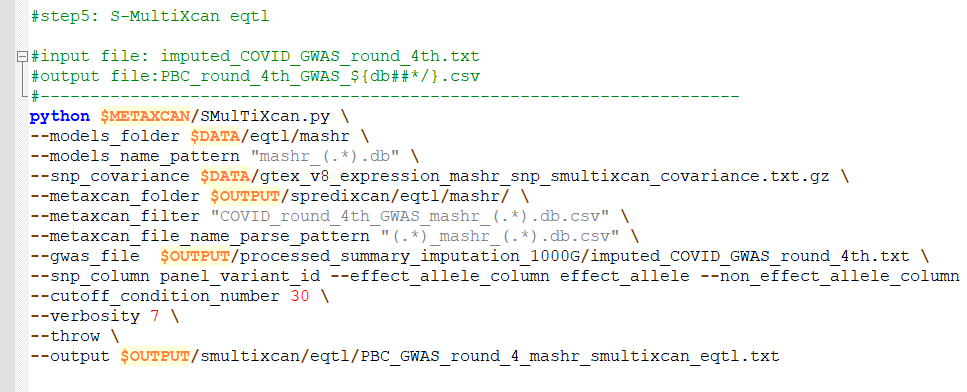 #step5: S-MultiXcan eqtl
#input file: imputed_COVID_GWAS_round_4th.txt
#output file:PBC_round_4th_GWAS_${db##*/}.csv
#----------------------------------------------------------------------
python $METAXCAN/SMulTiXcan.py \
--models_folder $DATA/eqtl/mashr \
--models_name_pattern "mashr_(.*).db" \
--snp_covariance $DATA/gtex_v8_expression_mashr_snp_smultixcan_covariance.txt.gz \
--metaxcan_folder $OUTPUT/spredixcan/eqtl/mashr/ \
--metaxcan_filter "COVID_round_4th_GWAS_mashr_(.*).db.csv" \
--metaxcan_file_name_parse_pattern "(.*)_mashr_(.*).db.csv" \
--gwas_file  $OUTPUT/processed_summary_imputation_1000G/imputed_COVID_GWAS_round_4th.txt \
--snp_column panel_variant_id --effect_allele_column effect_allele --non_effect_allele_column
--cutoff_condition_number 30 \
--verbosity 7 \
--throw \
--output $OUTPUT/smultixcan/eqtl/PBC_GWAS_round_4_mashr_smultixcan_eqtl.txt